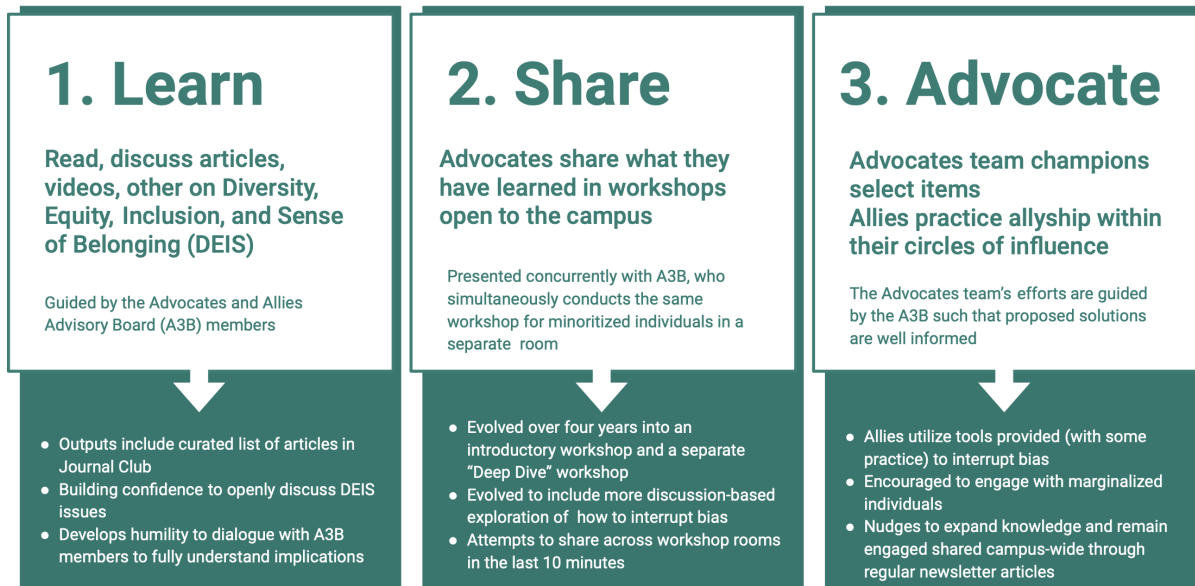 1. Learn
Read, discuss articles,
videos, other on Diversity,
Equity, Inclusion, and Sense
of Belonging (DEIS)
Guided by the Advocates and Allies
Advisory Board (A3B) members
● Outputs include curated list of articles in
Journal Club
● Building confidence to openly discuss DEIS
issues
● Develops humility to dialogue with A3B
members to fully understand implications
2. Share
Advocates share what they
have learned in workshops
open to the campus
Presented concurrently with A3B, who
simultaneously conducts the same
workshop for minoritized individuals in a
separate room
● Evolved over four years into an
introductory workshop and a separate
“Deep Dive” workshop
● Evolved to include more discussion-based
exploration of how to interrupt bias
● Attempts to share across workshop rooms
in the last 10 minutes
3. Advocate
Advocates team champions
select items
Allies practice allyship within
their circles of influence
The Advocates team’s efforts are guided
by the A3B such that proposed solutions
are well informed
● Allies utilize tools provided (with some
practice) to interrupt bias
● Encouraged to engage with marginalized
individuals
● Nudges to expand knowledge and remain
engaged shared campus-wide through
regular newsletter articles